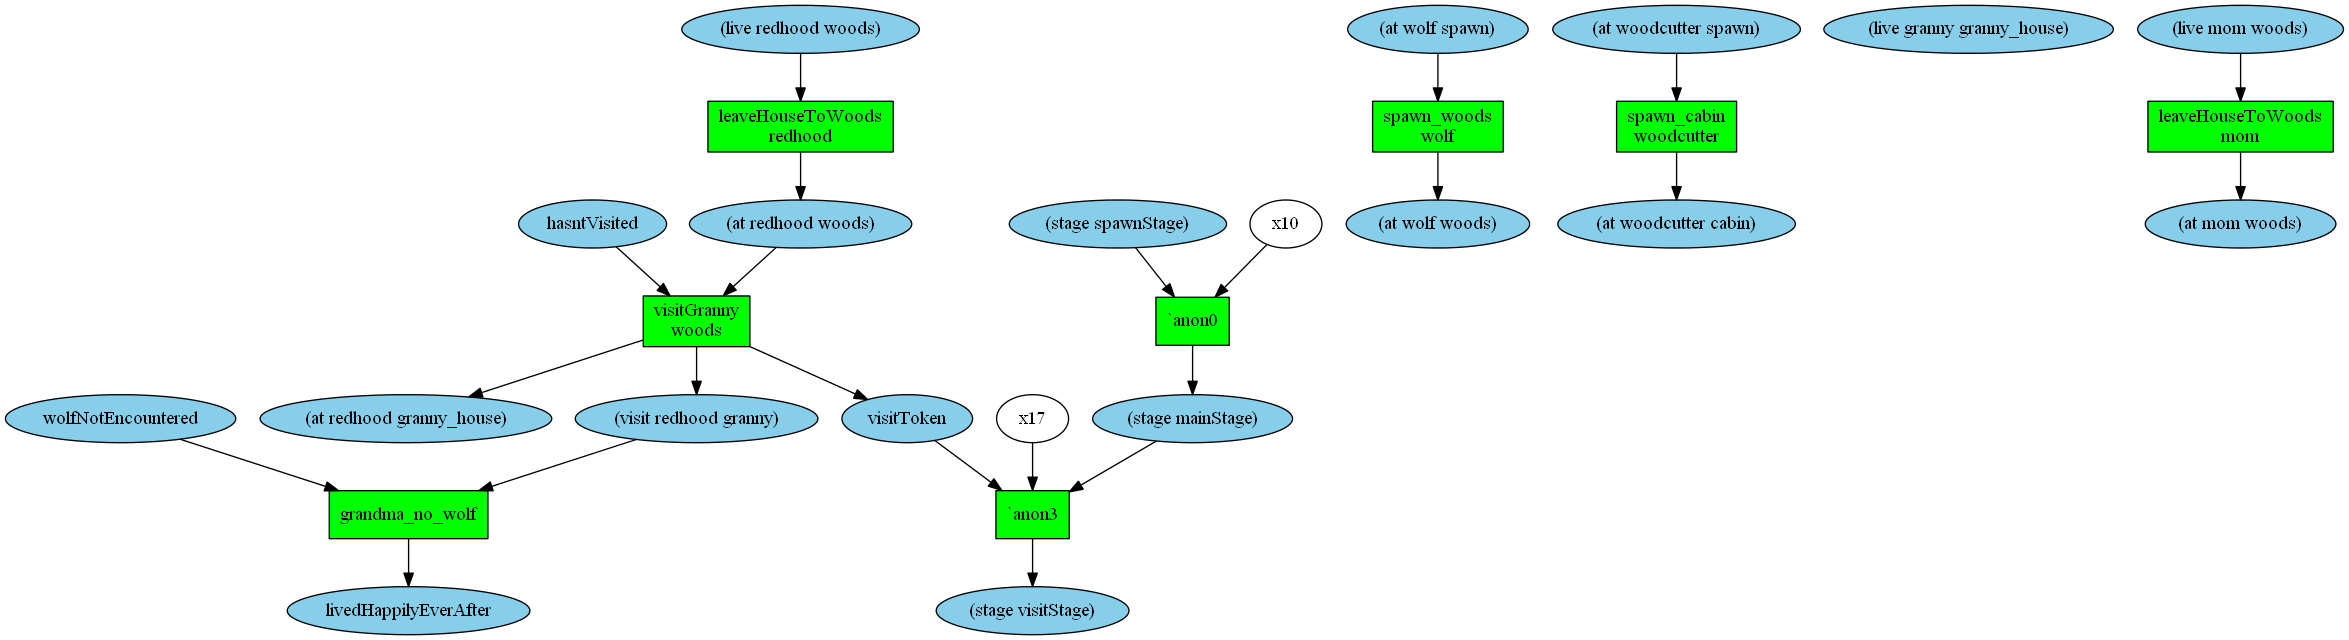 (live redhood woods)
(at wolf spawn)
(at woodcutter spawn)
(live granny granny_house)
(live mom woods)
leaveHouseToWoods
redhood
spawn_woods
wolf
spawn_cabin
woodcutter
leaveHouseToWoods
mom
hasntVisited
(at redhood woods)
(stage spawnStage)
x10
(at wolf woods)
(at woodcutter cabin)
(at mom woods)
visitGranny
woods
`anon0
wolfNotEncountered
(at redhood granny_house)
(visit redhood granny)
visitToken
x17
(stage mainStage)
grandma_no_wolf
`anon3
livedHappilyEverAfter
(stage visitStage)